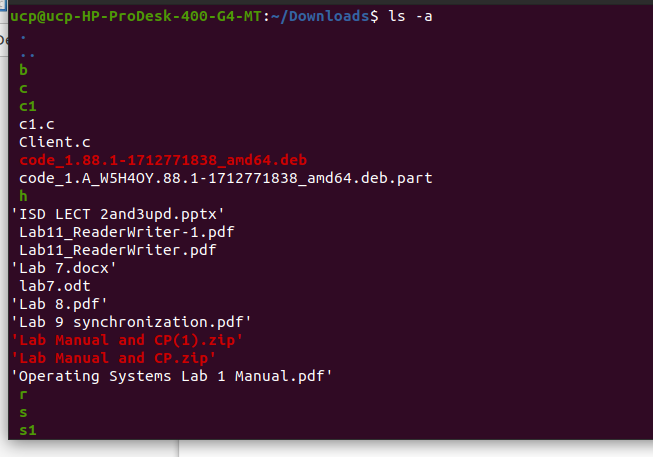 ucp@ucp-HP-ProDesk-400-G4-MT:~/Downloads$ ls -a
.
..
b
c
c1
c1.c
Client.c
code_1.88.1-1712771838_amd64.deb
code_1.A_W5H4OY.88.1-1712771838_amd64.deb.part
h
'ISD LECT 2and3upd.pptx'
Lab11_ReaderWriter-1.pdf
Lab11_ReaderWriter.pdf
'Lab 7.docx'
lab7.odt
'Lab 8.pdf'
'Lab 9 synchronization.pdf'
'Lab Manual and CP(1).zip'
'Lab Manual and CP.zip'
'Operating Systems Lab 1 Manual.pdf'
r
s
s1